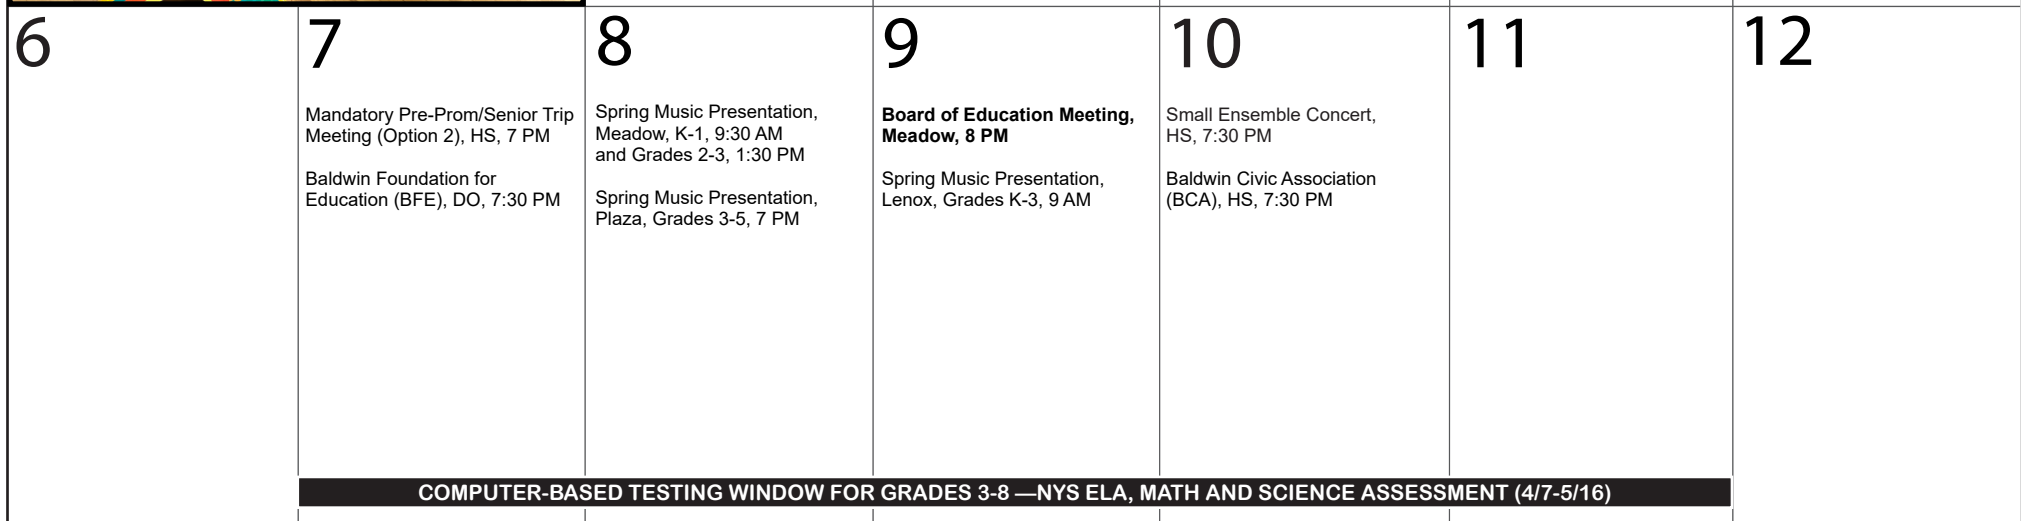 6
7
Mandatory Pre-Prom/Senior Trip
Meeting (Option 2), HS, 7 PM
Baldwin Foundation for
Education (BFE), DO, 7:30 PM
8
Spring Music Presentation,
Meadow, K-1, 9:30 AM
and Grades 2-3, 1:30 PM
Spring Music Presentation,
Plaza, Grades 3-5, 7 PM
9
Board of Education Meeting,
Meadow, 8 PM
Spring Music Presentation,
Lenox, Grades K-3, 9 AM
10
Small Ensemble Concert,
HS, 7:30 PM
Baldwin Civic Association
(BCA), HS, 7:30 PM
11
12
COMPUTER-BASED TESTING WINDOW FOR GRADES 3-8 —NYS ELA, MATH AND SCIENCE ASSESSMENT (4/7-5/16)